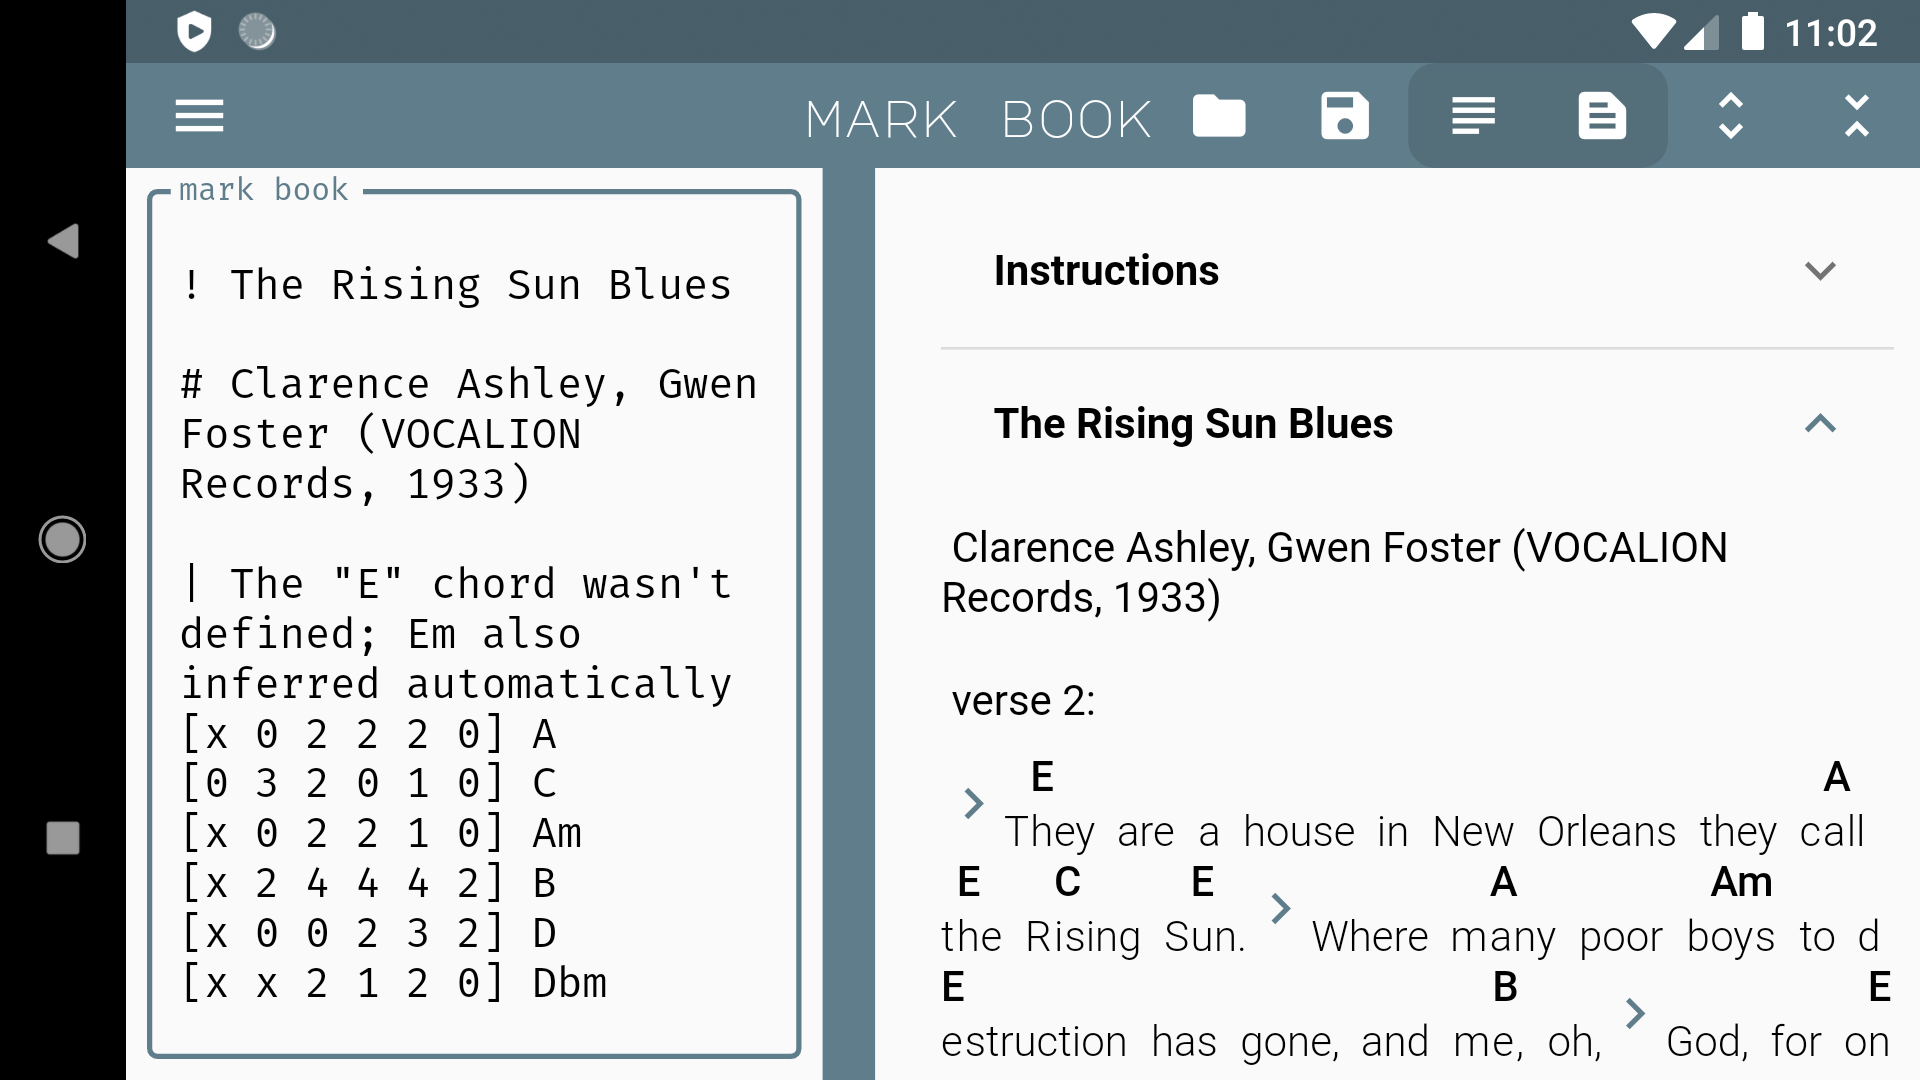 11:02
MARK BOOK
mark book
! The Rising Sun Blues
# Clarence Ashley, Gwen
Foster (VOCALION
Records, 1933)
| The "E" chord wasn't
defined; Em also
inferred automatically
[x 0 2 2 2 0] A
[0 3 2 0 1 0] C
[x 0 2 2 1 0] Am
[x 2 4 4 4 2] B
[x 0 0 2 3 2] D
[x x 2 1 2 0] Dbm
Instructions
The Rising Sun Blues
Clarence Ashley, Gwen Foster (VOCALION
Records, 1933)
verse 2:
E A
They are a house in New Orleans they call
E C E A Am
the Rising Sun. Where many poor boys to d
E B E
estruction has gone, and me, oh, God, for on